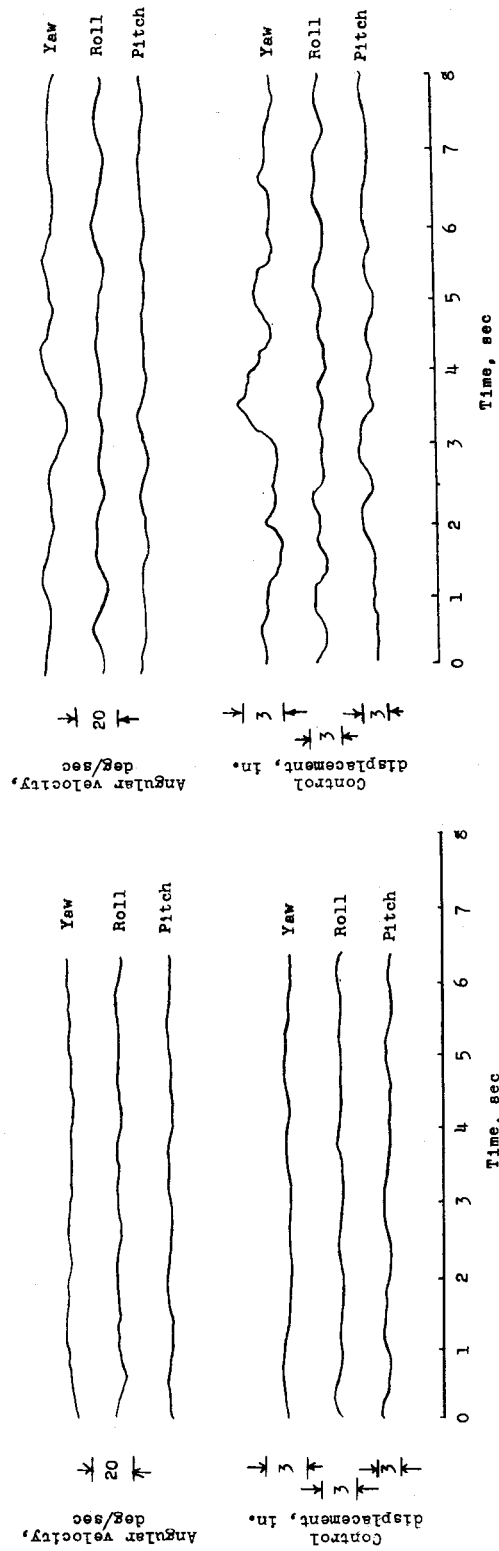 Angular velocity,
deg/sec
20
Yaw
Roll
Pitch
Control
displacement, in.
3
3
3
Yaw
Roll
Pitch
0 1 2 3 4 5 6 7 8
Time, sec
Angular velocity,
deg/sec
20
Yaw
Roll
Pitch
Control
displacement, in.
3
3
3
Yaw
Roll
Pitch
0 1 2 3 4 5 6 7 8
Time, sec